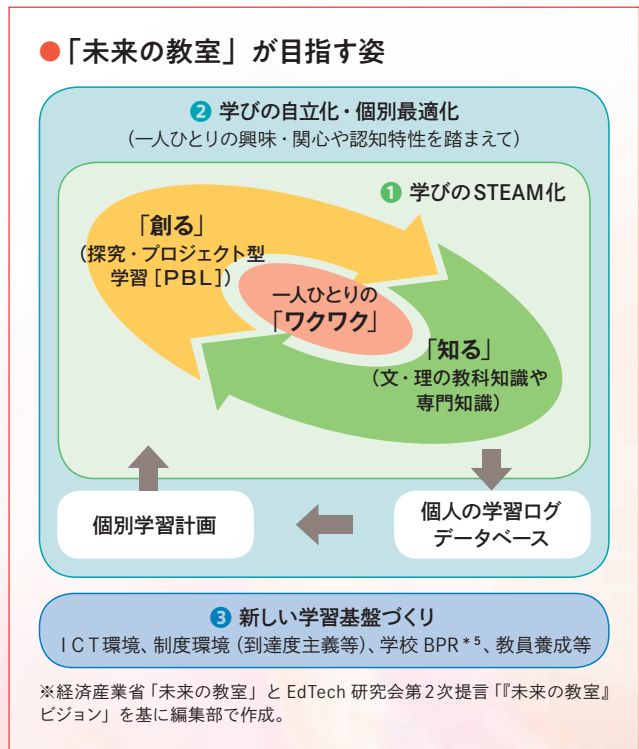 ●「未来の教室」が目指す姿
❷ 学びの自立化・個別最適化
(一人ひとりの興味・関心や認知特性を踏まえて)
❶ 学びのSTEAM化
「創る」
(探究・プロジェクト型
学習［PBL］)
一人ひとりの
「ワクワク」
「知る」
(文・理の教科知識や
専門知識)
個別学習計画
個人の学習ログ
データベース
❸ 新しい学習基盤づくり
ICT環境、制度環境（到達度主義等）、学校BPR＊5、教員養成等
※経済産業省「未来の教室」とEdTech研究会第2次提言「『未来の教室』
ビジョン」を基に編集部で作成。